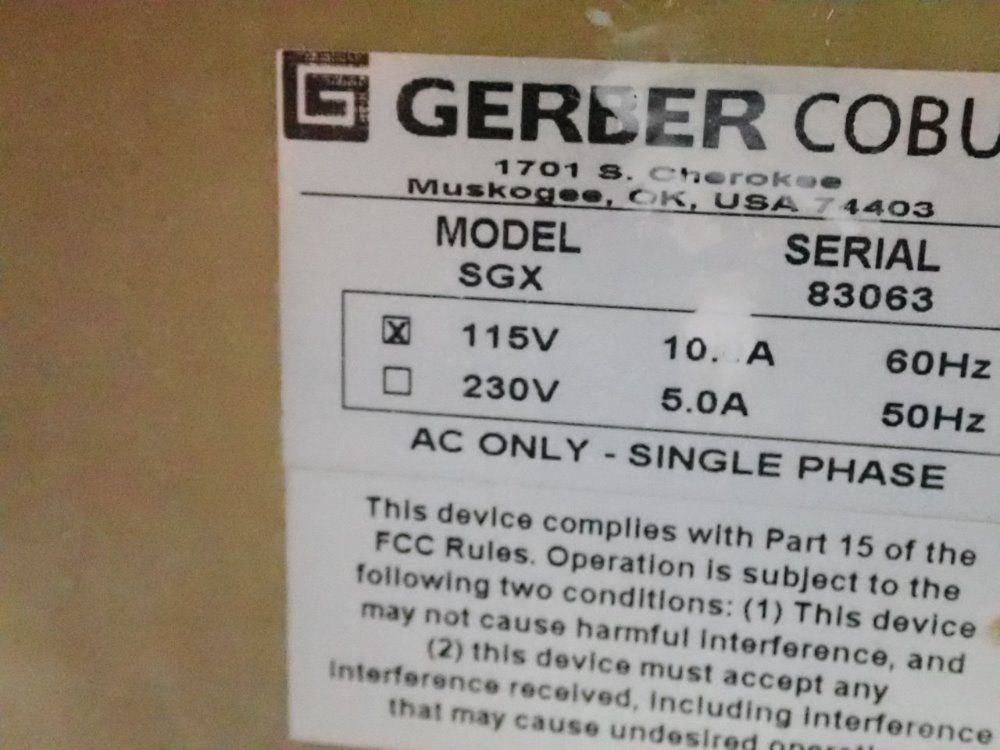 GERBER COBU
1701 S. Cherokee
Muskogee, OK, USA 74403
MODEL SERIAL
SGX 83063
☒ 115V 10. A 60Hz
☐ 230V 5.0A 50Hz
AC ONLY - SINGLE PHASE
This device complies with Part 15 of the
FCC Rules. Operation is subject to the
following two conditions: (1) This device
may not cause harmful interference, and
(2) this device must accept any
interference received, including interference
that may cause undesired